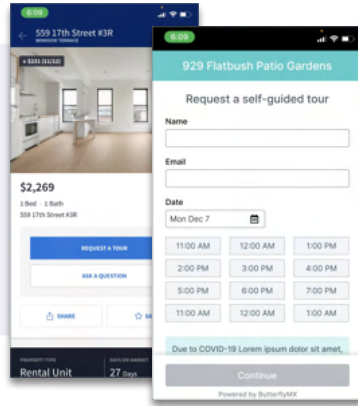 6:09
559 17th Street #3R
WINDSOR TERRACE
$2,269
1 Bed 1 Bath
559 17th Street #3R
REQUEST A TOUR
ASK A QUESTION
SHARE
PROPERTY TYPE
Rental Unit
DAYS ON MARKET
27 Days
6:09
929 Flatbush Patio Gardens
Request a self-guided tour
Name
Email
Date
Mon Dec 7
11:00 AM 12:00 AM 1:00 PM
2:00 PM 3:00 PM 4:00 PM
5:00 PM 6:00 PM 7:00 PM
11:00 AM 12:00 AM 1:00 AM
Due to COVID-19 Lorem ipsum dolor sit amet,
Continue
Powered by ButterflyMX